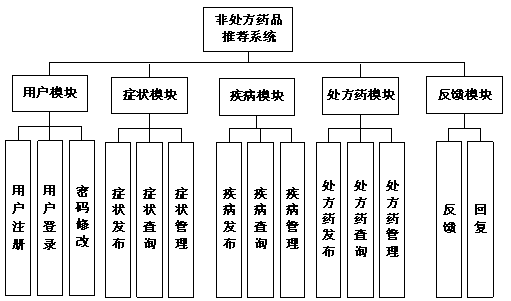 非处方药品
推荐系统
用户模块
症状模块
疾病模块
处方药模块
反馈模块
用户注册
用户登录
密码修改
症状发布
症状查询
症状管理
疾病发布
疾病查询
疾病管理
处方药发布
处方药查询
处方药管理
反馈
回复